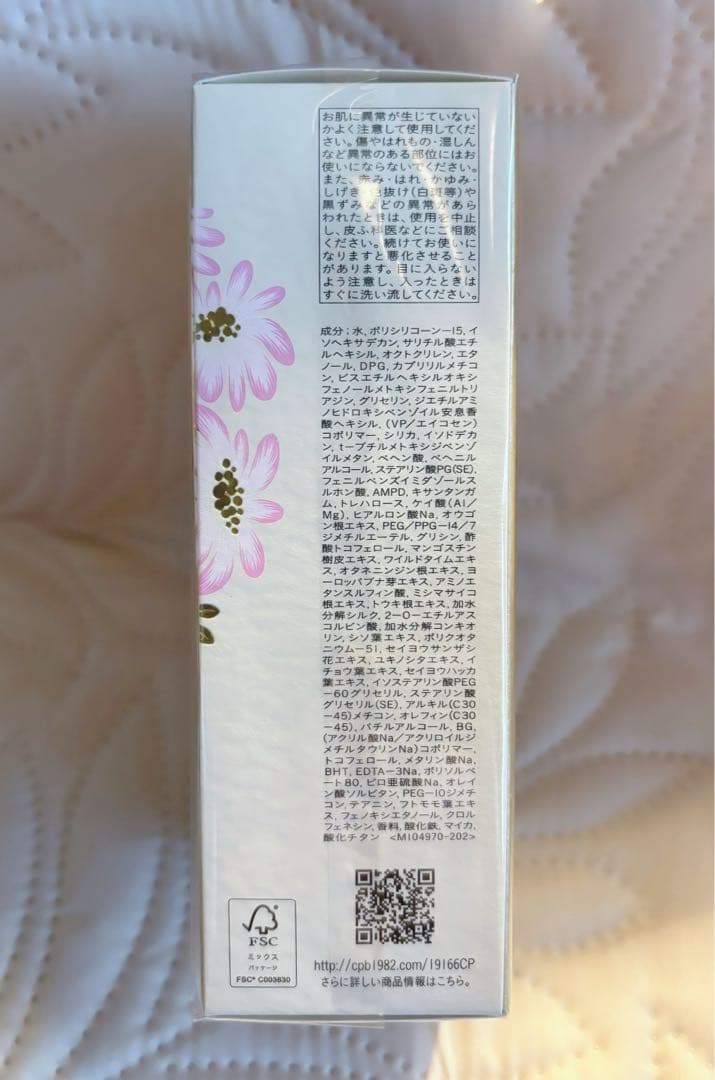 お肌に異常が生じていない
かよく注意して使用してくだ
さい。傷やはれもの・湿しん
など異常のある部位にはお
使いにならないでください。
また、赤み・はれ・かゆみ・
しげき、色抜け(白斑等)や
黒ずみなどの異常があら
われたときは、使用を中止
し、皮ふ科医などにご相談
ください。続けてお使いに
なりますと悪化させること
があります。目に入らない
よう注意し、入ったときは
すぐに洗い流してください。
成分:水, ポリシリコーン-15, イ
ソヘキサデカン, サリチル酸エチ
ルヘキシル, オクトクリレン, エタ
ノール, DPG, カプリリルメチコ
ン, ビスエチルヘキシルオキシ
フェノールメトキシフェニルトリ
アジン, グリセリン, ジエチルアミ
ノヒドロキシベンゾイル安息香
酸ヘキシル, (VP/エイコセン)
コポリマー, シリカ, イソドデカ
ン, t-ブチルメトキシジベンゾ
イルメタン, ベヘン酸, ベヘニル
アルコール, ステアリン酸PG(SE),
フェニルベンズイミダゾールス
ルホン酸, AMPD, キサンタンガ
ム, トレハロース, ケイ酸(Al/
Mg), ヒアルロン酸Na, オウゴ
ン根エキス, PEG/PPG-14/7
ジメチルエーテル, グリシン, 酢
酸トコフェロール, マンゴスチン
樹皮エキス, ワイルドタイムエキ
ス, オタネニンジン根エキス, ヨ
ーロッパブナ芽エキス, アミノエ
タンスルフィン酸, ミシマサイコ
根エキス, トウキ根エキス, 加水
分解シルク, 2-O-エチルアス
コルビン酸, 加水分解コンキオ
リン, シソ葉エキス, ポリクオタ
ニウム-51, セイヨウサンザシ
花エキス, ユキノシタエキス, イ
チョウ葉エキス, セイヨウハッカ
葉エキス, イソステアリン酸PEG
-60グリセリル, ステアリン酸
グリセリル(SE), アルキル(C30
-45)メチコン, オレフィン(C30
-45), バチルアルコール, BG,
(アクリル酸Na/アクリロイルジ
メチルタウリンNa)コポリマー,
トコフェロール, メタリン酸Na,
BHT, EDTA-3Na, ポリソルベ
ート80, ピロ亜硫酸Na, オレイ
ン酸ソルビタン, PEG-10ジメチ
コン, テアニン, フトモモ葉エキ
ス, フェノキシエタノール, クロル
フェネシン, 香料, 酸化鉄, マイカ,
酸化チタン <M104970-202>
FSC
ミックス
パッケージ
FSC® C003630
http://cpb1982.com/19166CP
さらに詳しい商品情報はこちら。